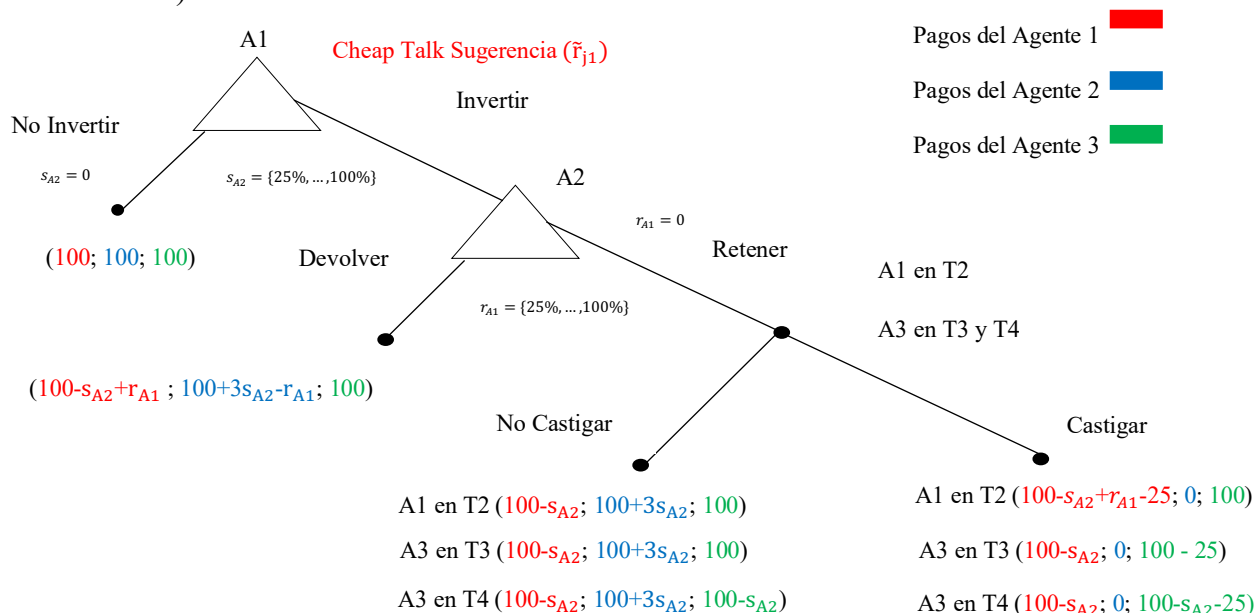 A1
Cheap Talk Sugerencia (r̃j1)
Pagos del Agente 1
Invertir
Pagos del Agente 2
No Invertir
Pagos del Agente 3
sA2 = 0
sA2 = {25%, … ,100%}
A2
rA1 = 0
(100; 100; 100)
Devolver
Retener
A1 en T2
rA1 = {25%, … ,100%}
A3 en T3 y T4
(100-sA2+rA1 ; 100+3sA2-rA1; 100)
No Castigar
Castigar
A1 en T2 (100-sA2; 100+3sA2; 100)
A1 en T2 (100-sA2+rA1-25; 0; 100)
A3 en T3 (100-sA2; 100+3sA2; 100)
A3 en T3 (100-sA2; 0; 100 - 25)
A3 en T4 (100-sA2; 100+3sA2; 100-sA2)
A3 en T4 (100-sA2; 0; 100-sA2-25)